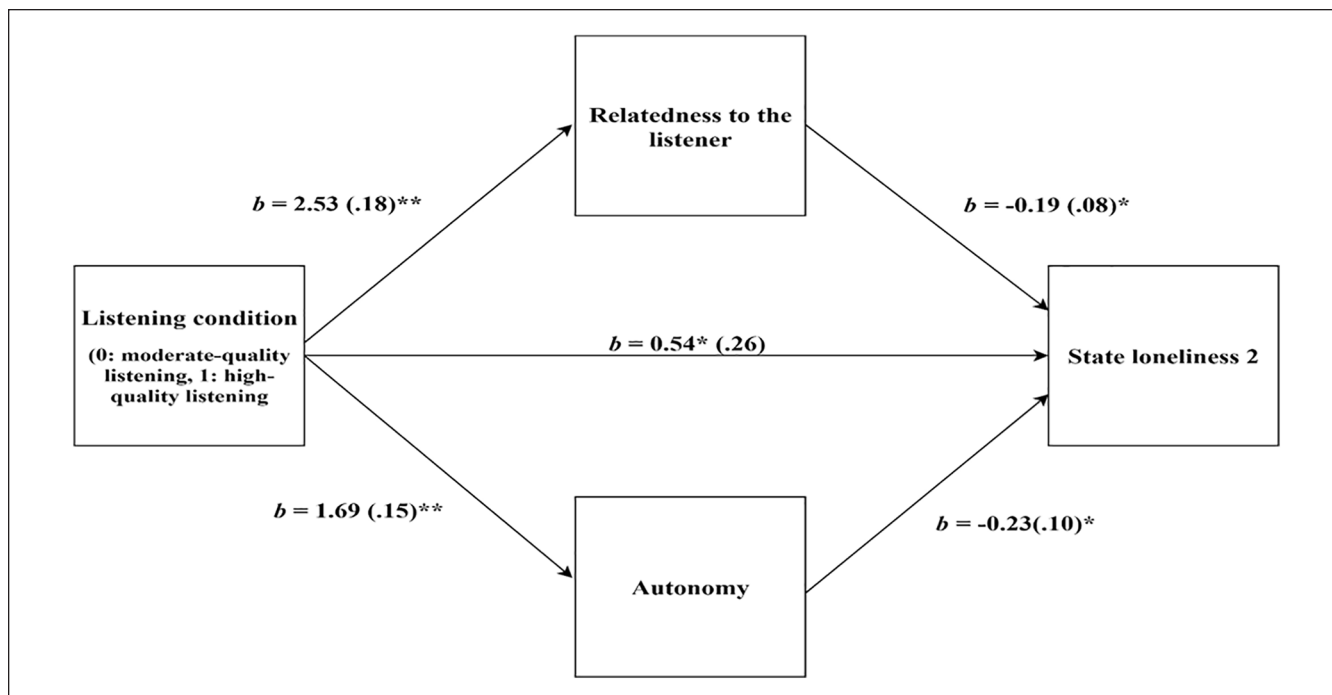 Relatedness to the
listener
b = 2.53 (.18)**
b = -0.19 (.08)*
Listening condition
(0: moderate-quality
listening, 1: high-
quality listening
b = 0.54* (.26)
State loneliness 2
b = 1.69 (.15)**
b = -0.23(.10)*
Autonomy